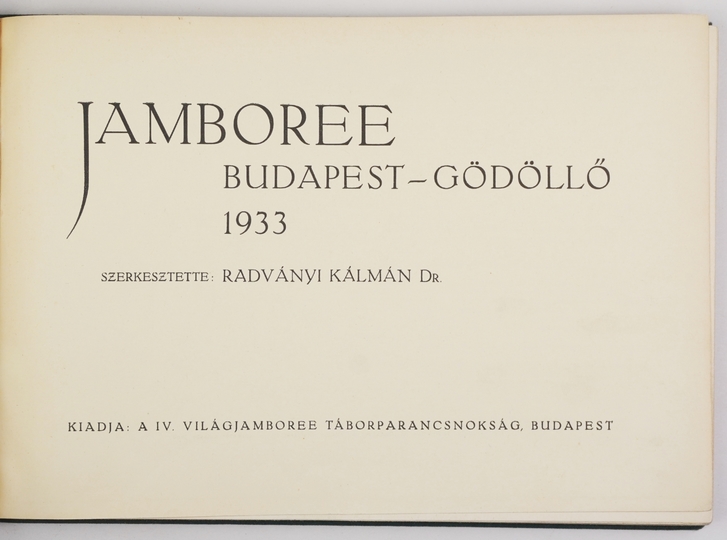 JAMBOREE
BUDAPEST–GÖDÖLLŐ
1933
SZERKESZTETTE: RADVÁNYI KÁLMÁN DR.
KIADJA: A IV. VILÁGJAMBOREE TÁBORPARANCSNOKSÁG, BUDAPEST